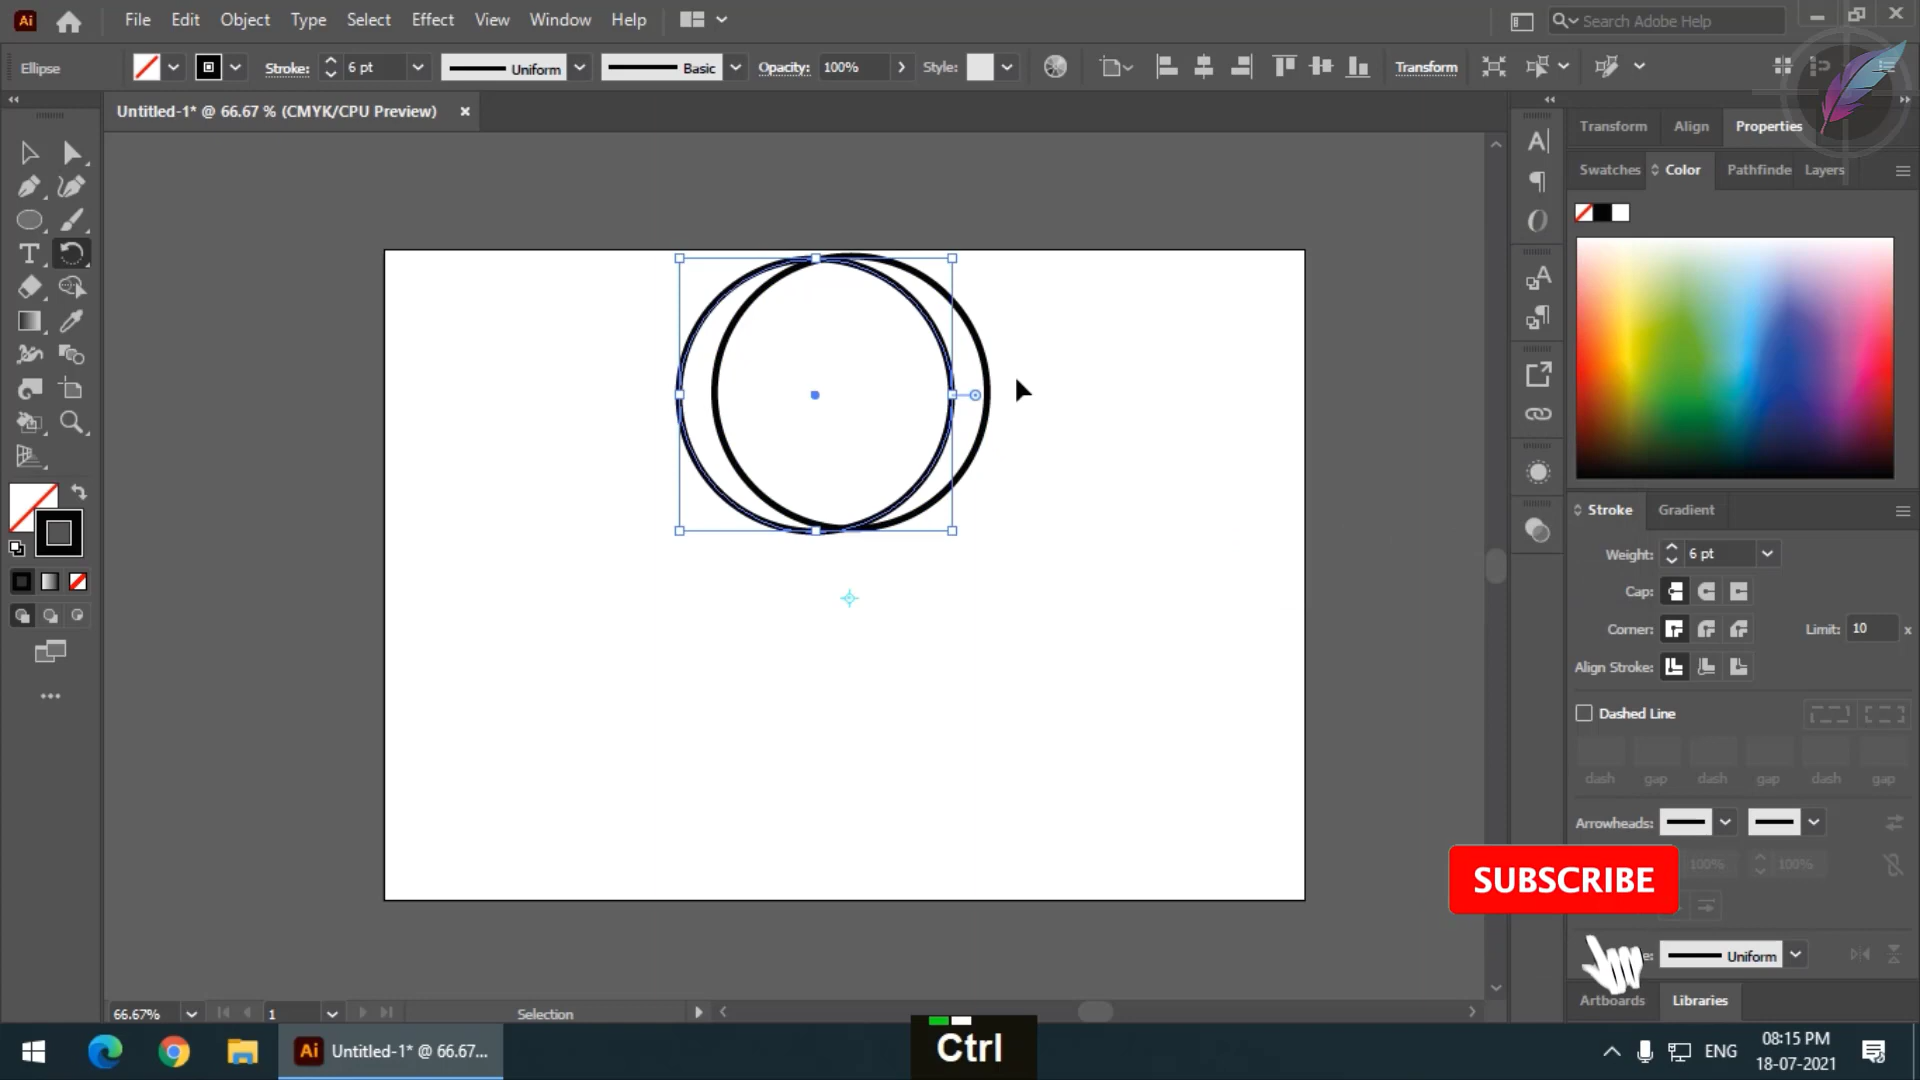 Ai File Edit Object Type Select Effect View Window Help Search Adobe Help
Ellipse Stroke: 6 pt Uniform Basic Opacity: 100% Style: Transform
Untitled-1* @ 66.67 % (CMYK/CPU Preview) ×
Transform Align Properties
Swatches Color Pathfinde Layers
Stroke Gradient
Weight: 6 pt
Cap:
Corner: Limit: 10 x
Align Stroke:
Dashed Line
dash gap dash gap dash gap
Arrowheads:
100% 100%
SUBSCRIBE
e: Uniform
Artboards Libraries
66.67% 1 Selection
Ctrl
Ai Untitled-1* @ 66.67...
ENG
08:15 PM
18-07-2021